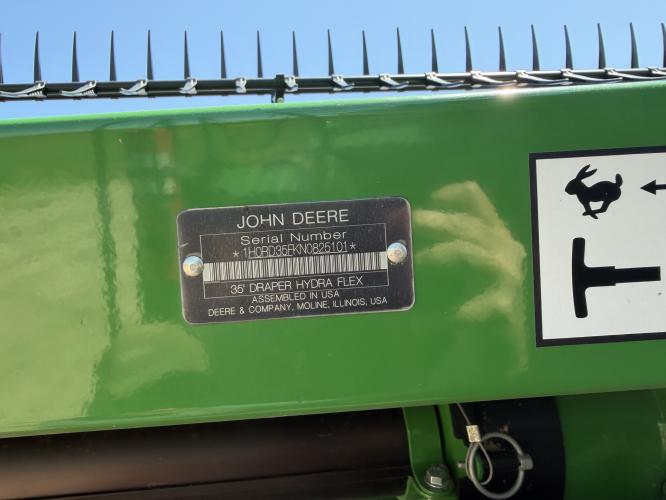 JOHN DEERE
Serial Number
*1H0RD35FKN0825101*
35' DRAPER HYDRA FLEX
ASSEMBLED IN USA
DEERE & COMPANY, MOLINE, ILLINOIS, USA